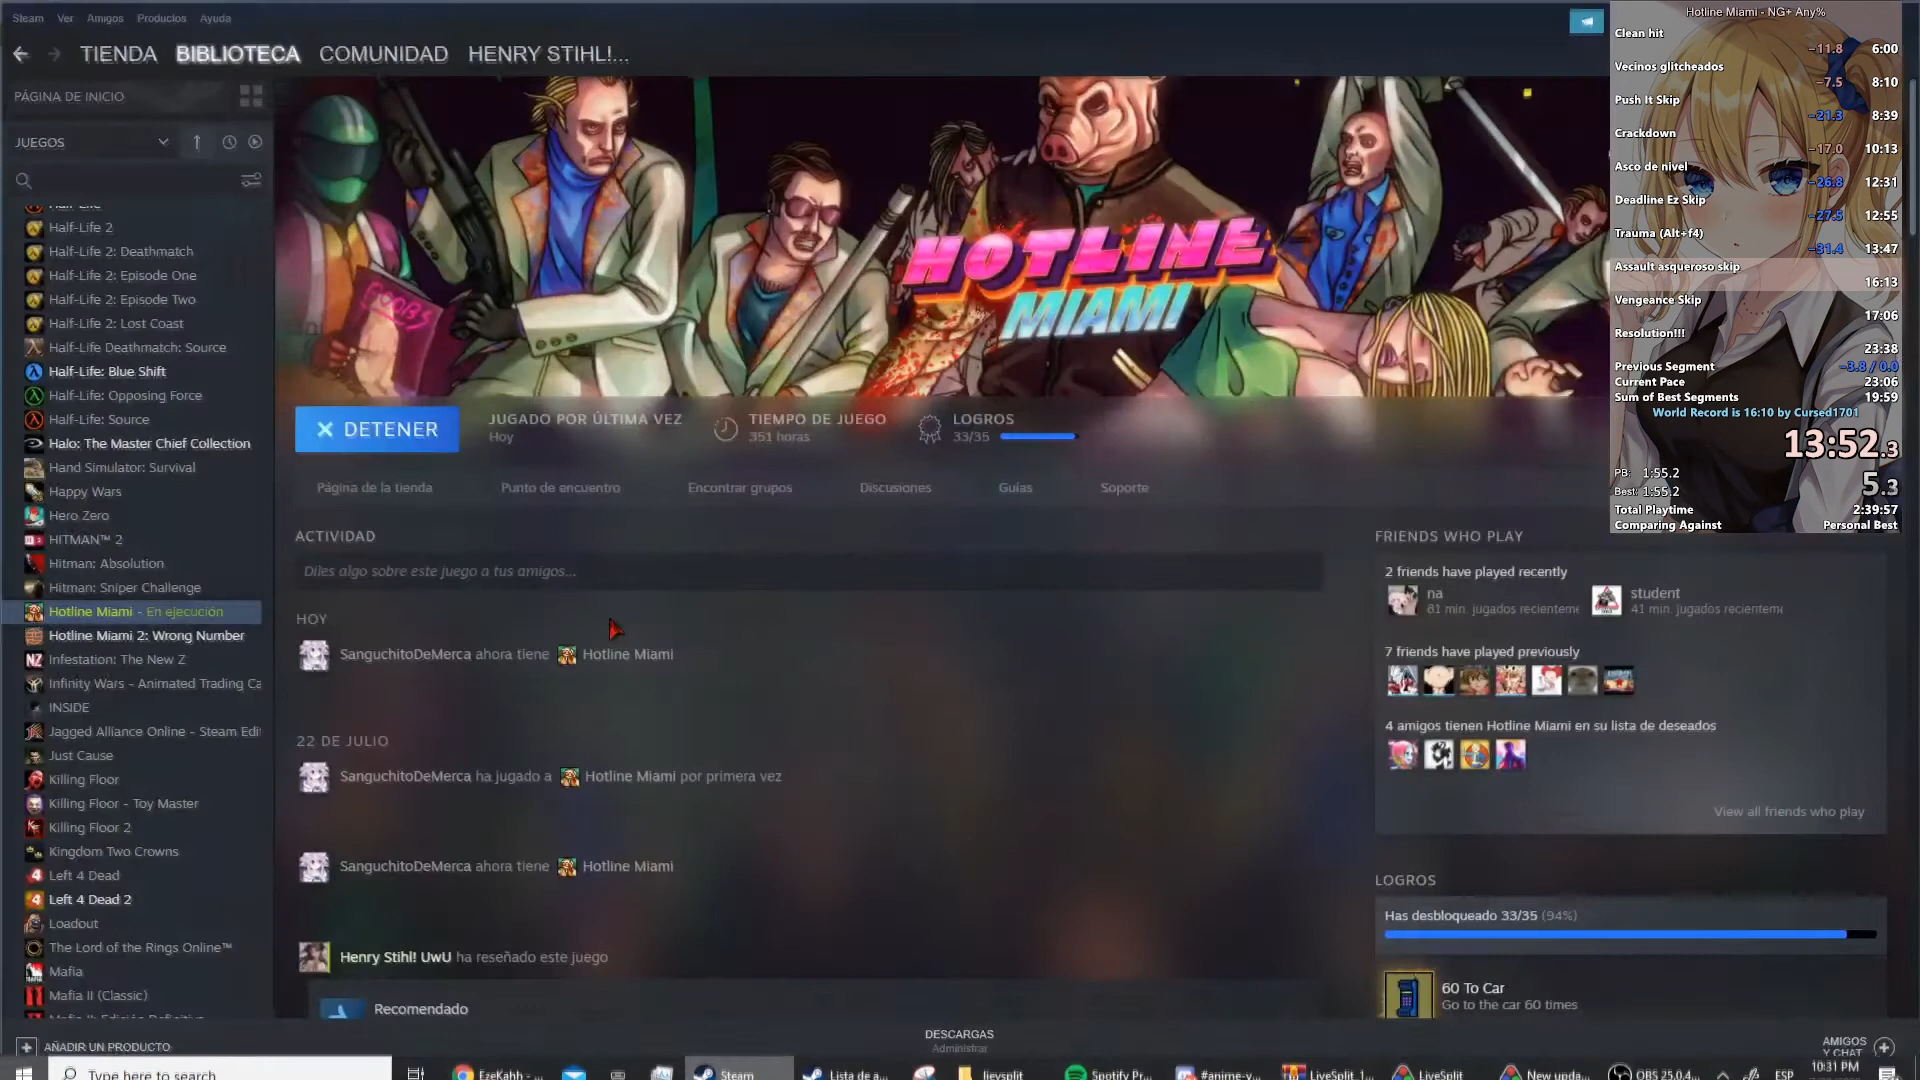 Steam Ver Amigos Productos Ayuda
TIENDA BIBLIOTECA COMUNIDAD HENRY STIHL!...
PÁGINA DE INICIO
JUEGOS
Half-Life
Half-Life 2
Half-Life 2: Deathmatch
Half-Life 2: Episode One
Half-Life 2: Episode Two
Half-Life 2: Lost Coast
Half-Life Deathmatch: Source
Half-Life: Blue Shift
Half-Life: Opposing Force
Half-Life: Source
Halo: The Master Chief Collection
Hand Simulator: Survival
Happy Wars
Hero Zero
HITMAN™ 2
Hitman: Absolution
Hitman: Sniper Challenge
Hotline Miami - En ejecución
Hotline Miami 2: Wrong Number
Infestation: The New Z
Infinity Wars - Animated Trading Ca
INSIDE
Jagged Alliance Online - Steam Edi
Just Cause
Killing Floor
Killing Floor - Toy Master
Killing Floor 2
Kingdom Two Crowns
Left 4 Dead
Left 4 Dead 2
Loadout
The Lord of the Rings Online™
Mafia
Mafia II (Classic)
Mafia II: Edición Definitiva
AÑADIR UN PRODUCTO
HOTLINE
MIAMI
DETENER
JUGADO POR ÚLTIMA VEZ
Hoy
TIEMPO DE JUEGO
351 horas
LOGROS
33/35
Página de la tienda Punto de encuentro Encontrar grupos Discusiones Guías Soporte
ACTIVIDAD
Diles algo sobre este juego a tus amigos...
HOY
SanguchitoDeMerca ahora tiene Hotline Miami
22 DE JULIO
SanguchitoDeMerca ha jugado a Hotline Miami por primera vez
SanguchitoDeMerca ahora tiene Hotline Miami
Henry Stihl! UwU ha reseñado este juego
Recomendado
FRIENDS WHO PLAY
2 friends have played recently
na
61 min. jugados recienteme
student
41 min. jugados recienteme
7 friends have played previously
4 amigos tienen Hotline Miami en su lista de deseados
View all friends who play
LOGROS
Has desbloqueado 33/35 (94%)
60 To Car
Go to the car 60 times
DESCARGAS
Administrar
AMIGOS
Y CHAT
Hotline Miami - NG+ Any%
Clean hit
-11.8 6:00
Vecinos glitcheados
-7.5 8:10
Push It Skip
-21.3 8:39
Crackdown
-17.0 10:13
Asco de nivel
-26.8 12:31
Deadline Ez Skip
-27.5 12:55
Trauma (Alt+f4)
-31.4 13:47
Assault asqueroso skip
16:13
Vengeance Skip
17:06
Resolution!!!
23:38
Previous Segment -3.8 / 0.0
Current Pace 23:06
Sum of Best Segments 19:59
World Record is 16:10 by Cursed1701
13:52.3
PB: 1:55.2
Best: 1:55.2
5.3
Total Playtime 2:39:57
Comparing Against Personal Best
Type here to search
EzeKahh - ...
Steam
Lista de a...
livesplit
Spotify Pr...
#anime-y...
LiveSplit_1...
LiveSplit
New upda...
OBS 25.0.4...
ESP
10:31 PM